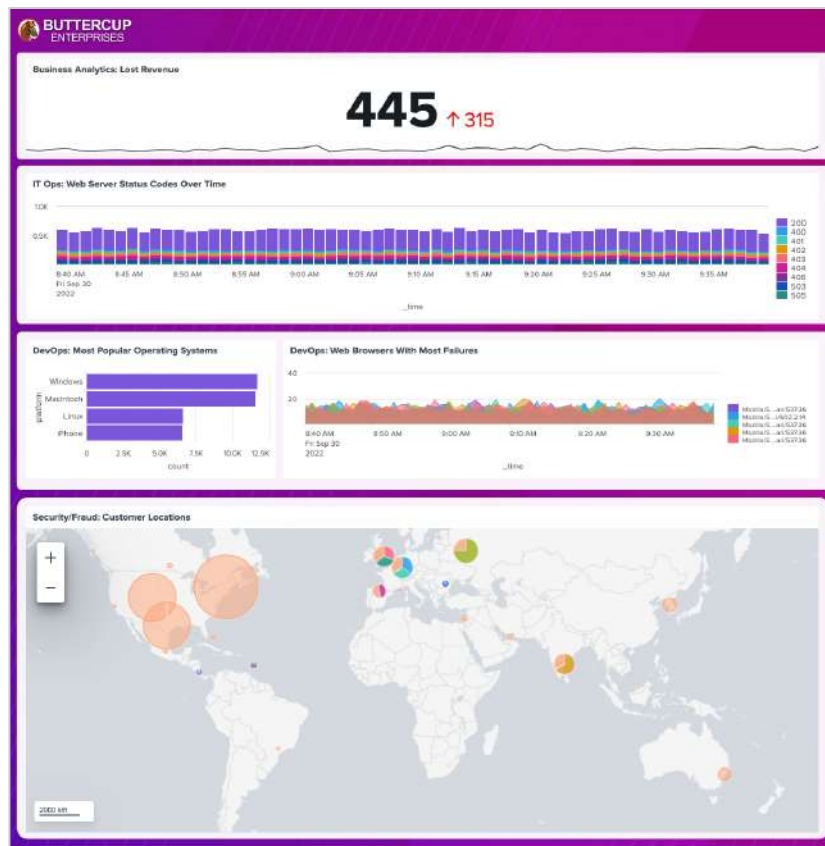 BUTTERCUP
ENTERPRISES
Business Analytics: Lost Revenue
445 ↑ 315
IT Ops: Web Server Status Codes Over Time
1.0K
0.5K
200
400
401
402
403
404
406
503
505
8:40 AM 8:45 AM 8:50 AM 8:55 AM 9:00 AM 9:05 AM 9:10 AM 9:15 AM 9:20 AM 9:25 AM 9:30 AM 9:35 AM
Fri Sep 30
2022
_time
DevOps: Most Popular Operating Systems
platform
Windows
Macintosh
Linux
iPhone
0 2.5K 5.0K 7.5K 10.0K 12.5K
count
DevOps: Web Browsers With Most Failures
40
20
8:40 AM 8:50 AM 9:00 AM 9:10 AM 9:20 AM 9:30 AM
Fri Sep 30
2022
_time
Security/Fraud: Customer Locations
+
−
2000 km